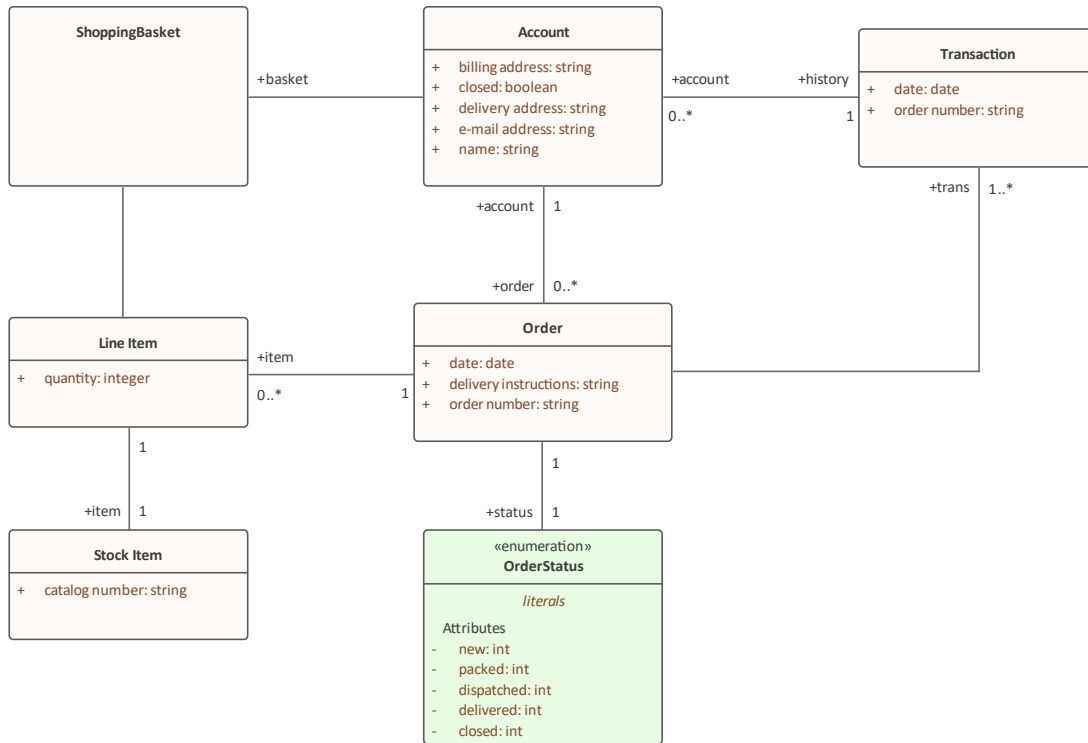 ShoppingBasket
+basket
Account
+ billing address: string
+ closed: boolean
+ delivery address: string
+ e-mail address: string
+ name: string
+account
0..*
+history
1
Transaction
+ date: date
+ order number: string
+trans
1..*
+account
1
+order
0..*
Line Item
+ quantity: integer
+item
0..*
1
Order
+ date: date
+ delivery instructions: string
+ order number: string
1
+item
1
1
+status
1
Stock Item
+ catalog number: string
«enumeration»
OrderStatus
literals
Attributes
- new: int
- packed: int
- dispatched: int
- delivered: int
- closed: int